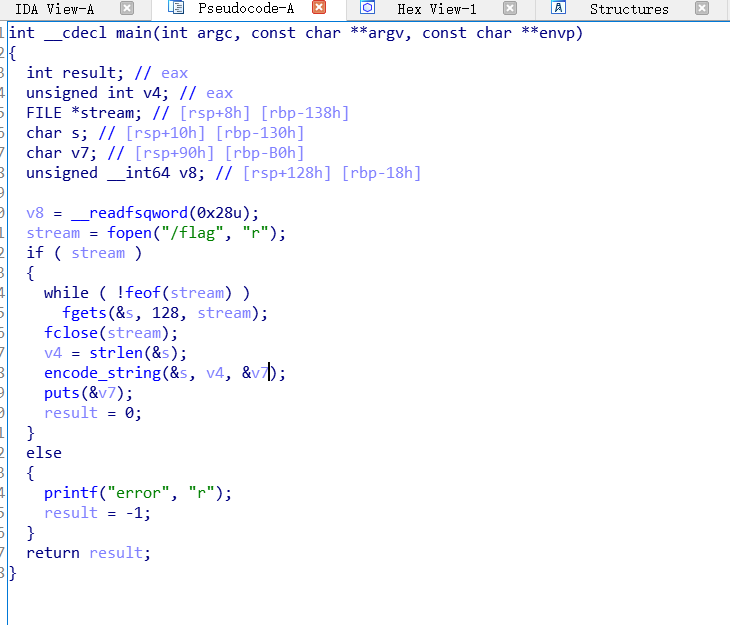 IDA View-A Pseudocode-A Hex View-1 Structures
int __cdecl main(int argc, const char **argv, const char **envp)
{
int result; // eax
unsigned int v4; // eax
FILE *stream; // [rsp+8h] [rbp-138h]
char s; // [rsp+10h] [rbp-130h]
char v7; // [rsp+90h] [rbp-B0h]
unsigned __int64 v8; // [rsp+128h] [rbp-18h]
v8 = __readfsqword(0x28u);
stream = fopen("/flag", "r");
if ( stream )
{
while ( !feof(stream) )
fgets(&s, 128, stream);
fclose(stream);
v4 = strlen(&s);
encode_string(&s, v4, &v7);
puts(&v7);
result = 0;
}
else
{
printf("error", "r");
result = -1;
}
return result;
}